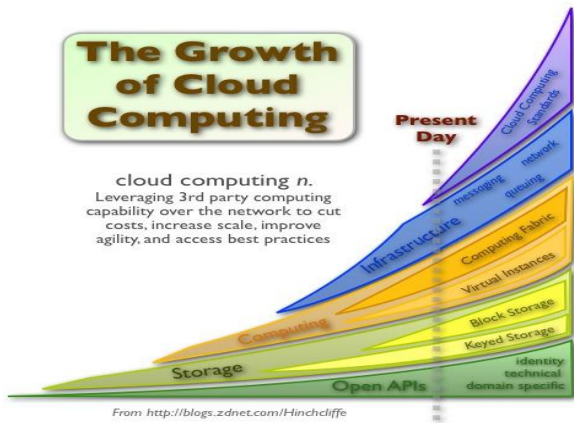 The Growth
of Cloud
Computing
cloud computing n.
Leveraging 3rd party computing
capability over the network to cut
costs, increase scale, improve
agility, and access best practices
Present
Day
Cloud Computing
Standards
messaging network
queuing
Infrastructure
Computing Fabric
Virtual Instances
Computing
Block Storage
Keyed Storage
Storage
identity
technical
domain specific
Open APIs
From http://blogs.zdnet.com/Hinchcliffe